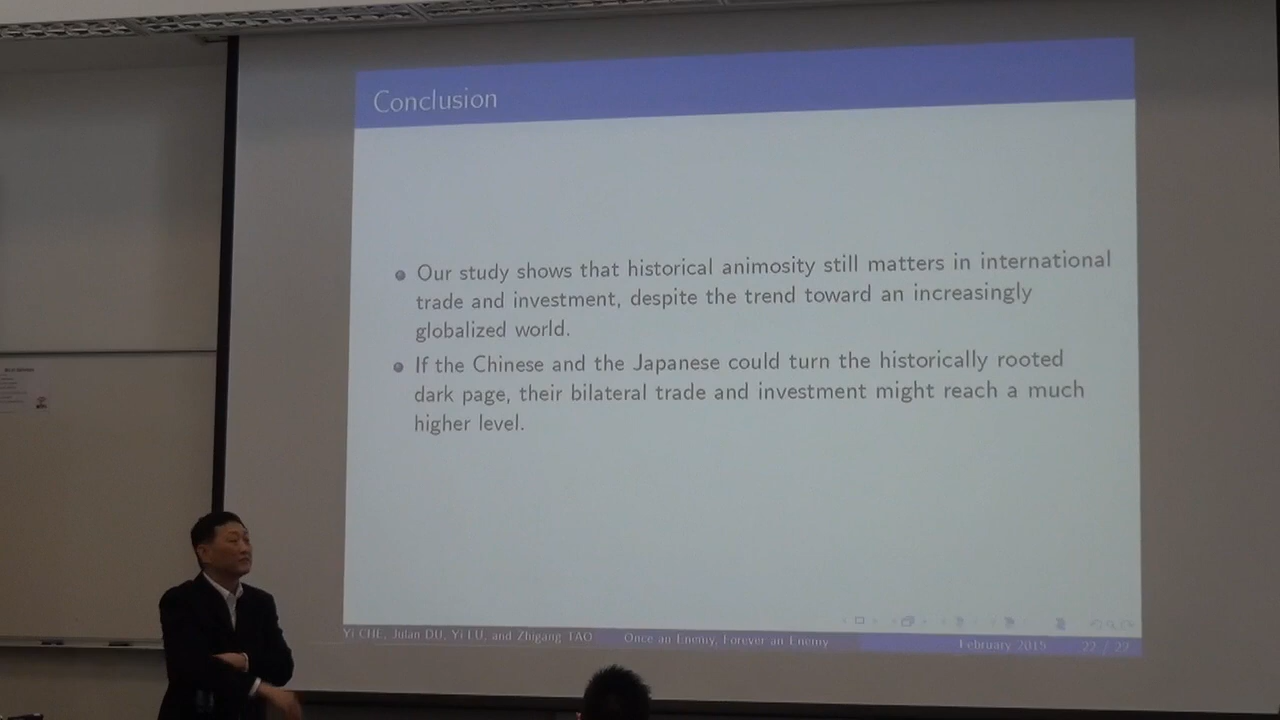 Conclusion
Our study shows that historical animosity still matters in international
trade and investment, despite the trend toward an increasingly
globalized world.
If the Chinese and the Japanese could turn the historically rooted
dark page, their bilateral trade and investment might reach a much
higher level.
Yi CHE, Julan DU, Yi LU, and Zhigang TAO Once an Enemy, Forever an Enemy February 2015 22 / 22